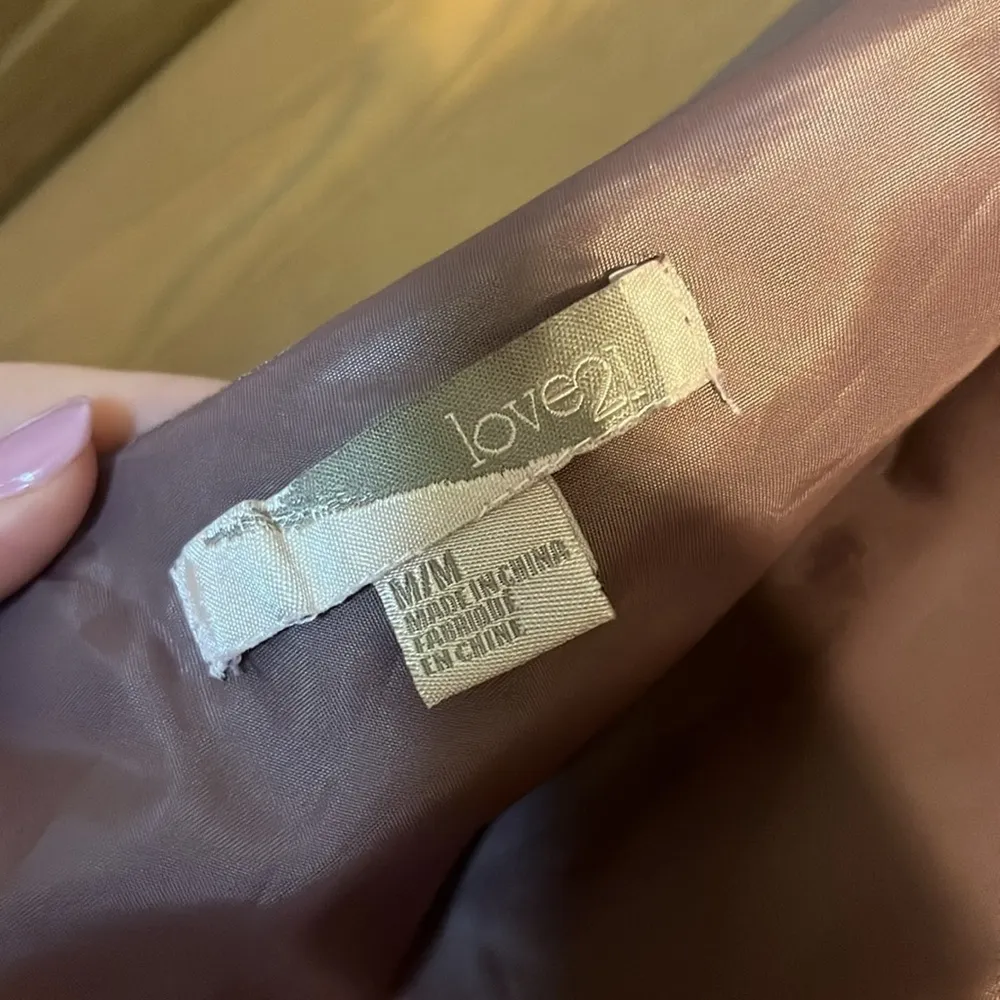 love21
M/M
MADE IN CHINA
FABRIQUÉ
EN CHINE